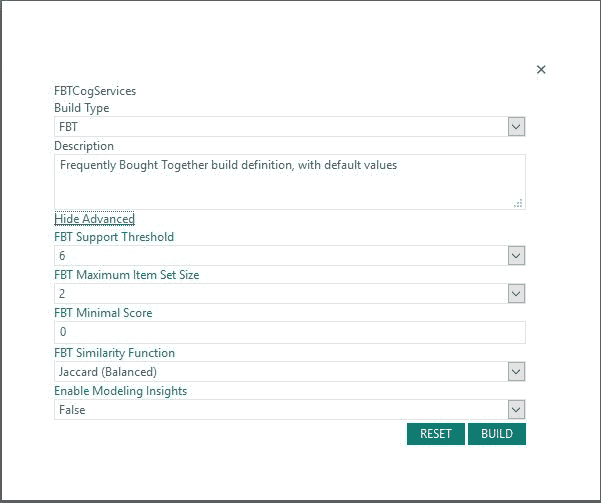 FBTCogServices
Build Type
FBT
Description
Frequently Bought Together build definition, with default values
Hide Advanced
FBT Support Threshold
6
FBT Maximum Item Set Size
2
FBT Minimal Score
0
FBT Similarity Function
Jaccard (Balanced)
Enable Modeling Insights
False
RESET BUILD